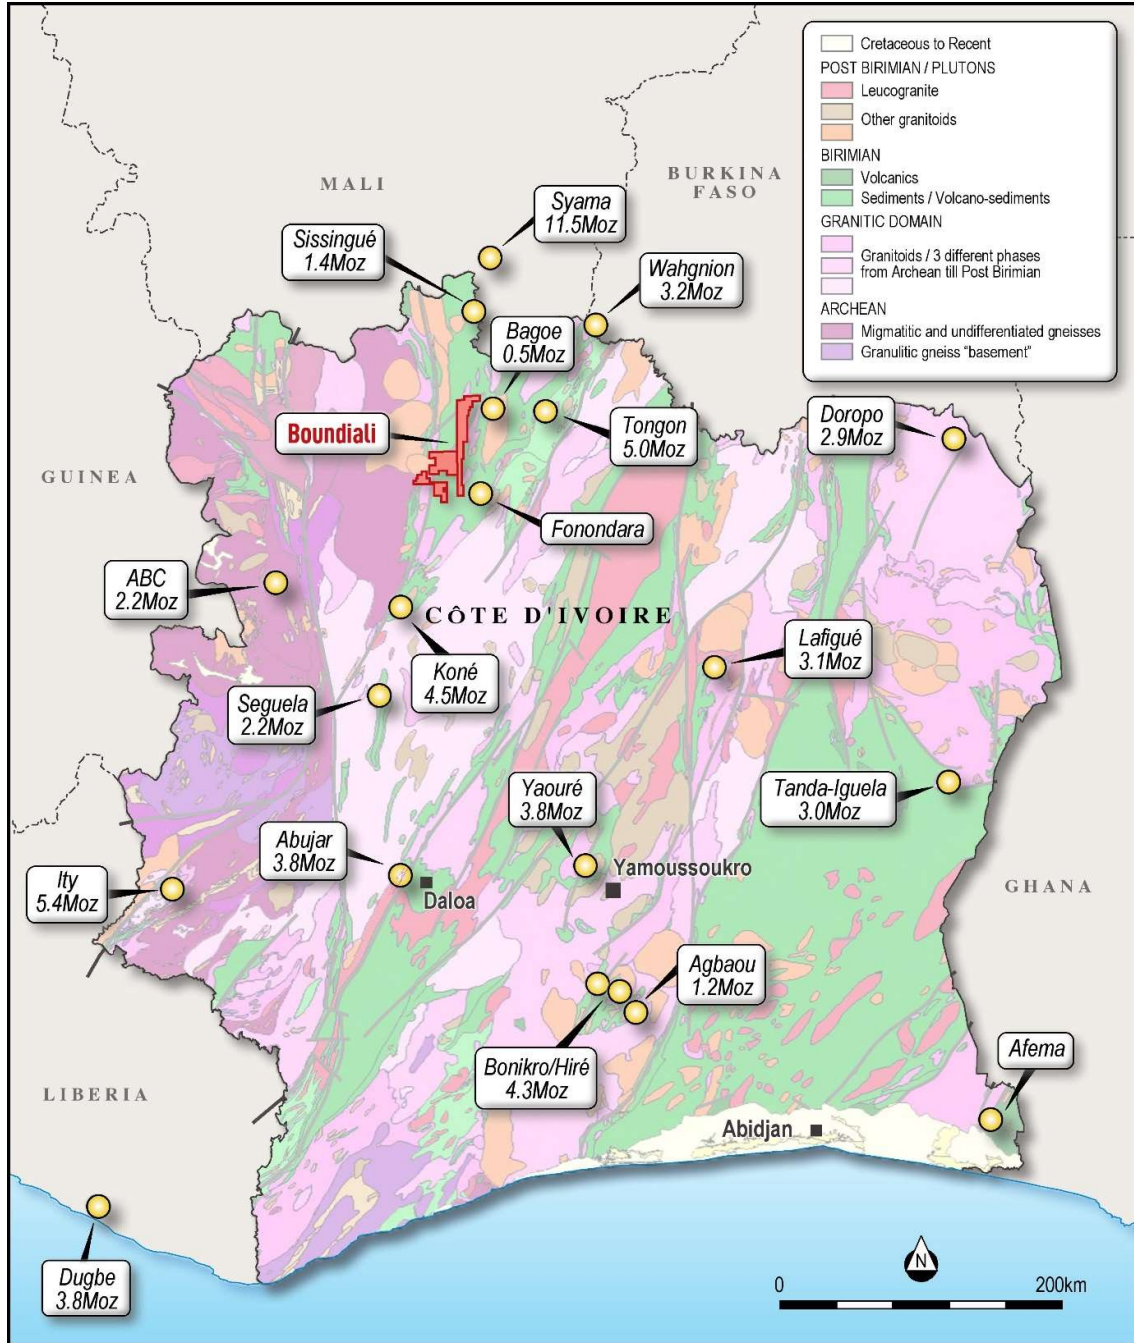 Cretaceous to Recent
POST BIRIMIAN / PLUTONS
Leucogranite
Other granitoids
BIRIMIAN
Volcanics
Sediments / Volcano-sediments
GRANITIC DOMAIN
Granitoids / 3 different phases
from Archean till Post Birimian
ARCHEAN
Migmatitic and undifferentiated gneisses
Granulitic gneiss "basement"
MALI
BURKINA
FASO
Syama
11.5Moz
Sissingué
1.4Moz
Wahgnion
3.2Moz
Bagoe
0.5Moz
Boundiali
Tongon
5.0Moz
Doropo
2.9Moz
GUINEA
Fonondara
ABC
2.2Moz
CÔTE D'IVOIRE
Koné
4.5Moz
Lafigué
3.1Moz
Seguela
2.2Moz
Yaouré
3.8Moz
Tanda-Iguela
3.0Moz
Abujar
3.8Moz
Ity
5.4Moz
Daloa
Yamoussoukro
GHANA
Agbaou
1.2Moz
Bonikro/Hiré
4.3Moz
Afema
LIBERIA
Abidjan
Dugbe
3.8Moz
N
0 200km